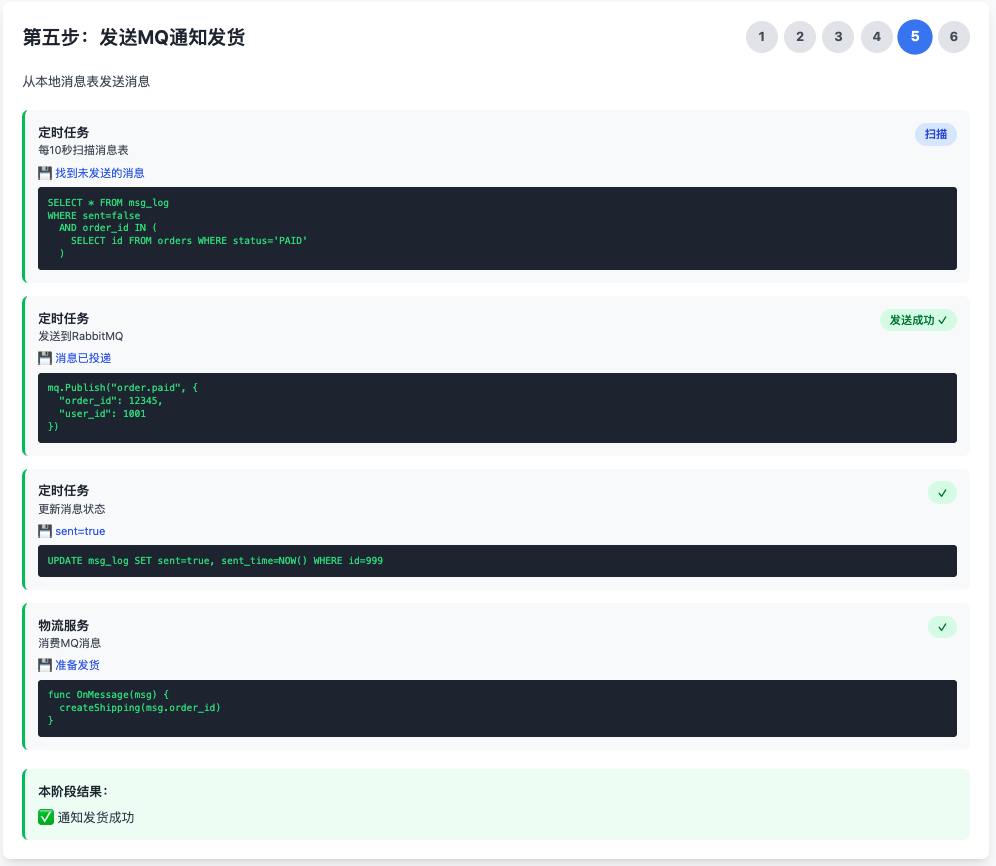 第五步：发送MQ通知发货
1 2 3 4 5 6
从本地消息表发送消息
定时任务
扫描
每10秒扫描消息表
找到未发送的消息
SELECT * FROM msg_log
WHERE sent=false
  AND order_id IN (
    SELECT id FROM orders WHERE status='PAID'
  )
定时任务
发送成功 ✓
发送到RabbitMQ
消息已投递
mq.Publish("order.paid", {
  "order_id": 12345,
  "user_id": 1001
})
定时任务
✓
更新消息状态
sent=true
UPDATE msg_log SET sent=true, sent_time=NOW() WHERE id=999
物流服务
✓
消费MQ消息
准备发货
func OnMessage(msg) {
  createShipping(msg.order_id)
}
本阶段结果：
✅ 通知发货成功